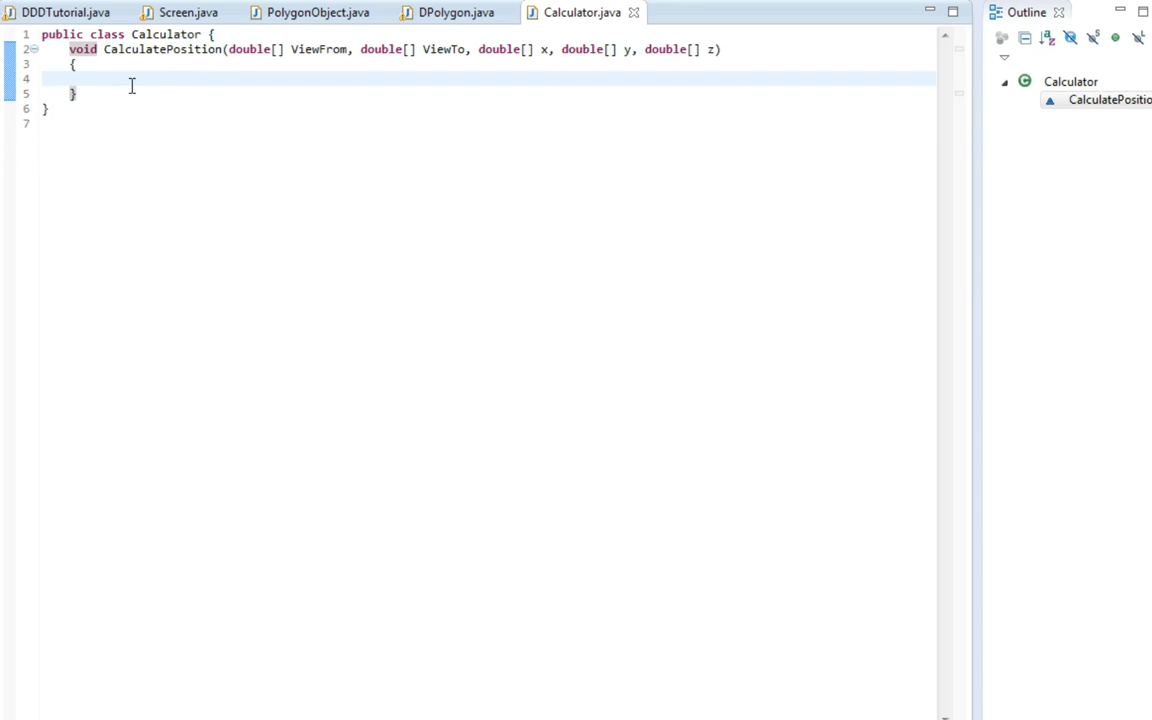 DDDTutorial.java Screen.java PolygonObject.java DPolygon.java Calculator.java Outline
1 public class Calculator {
2 void CalculatePosition(double[] ViewFrom, double[] ViewTo, double[] x, double[] y, double[] z)
3 {
4
5 }
6 }
7
Calculator
CalculatePositio